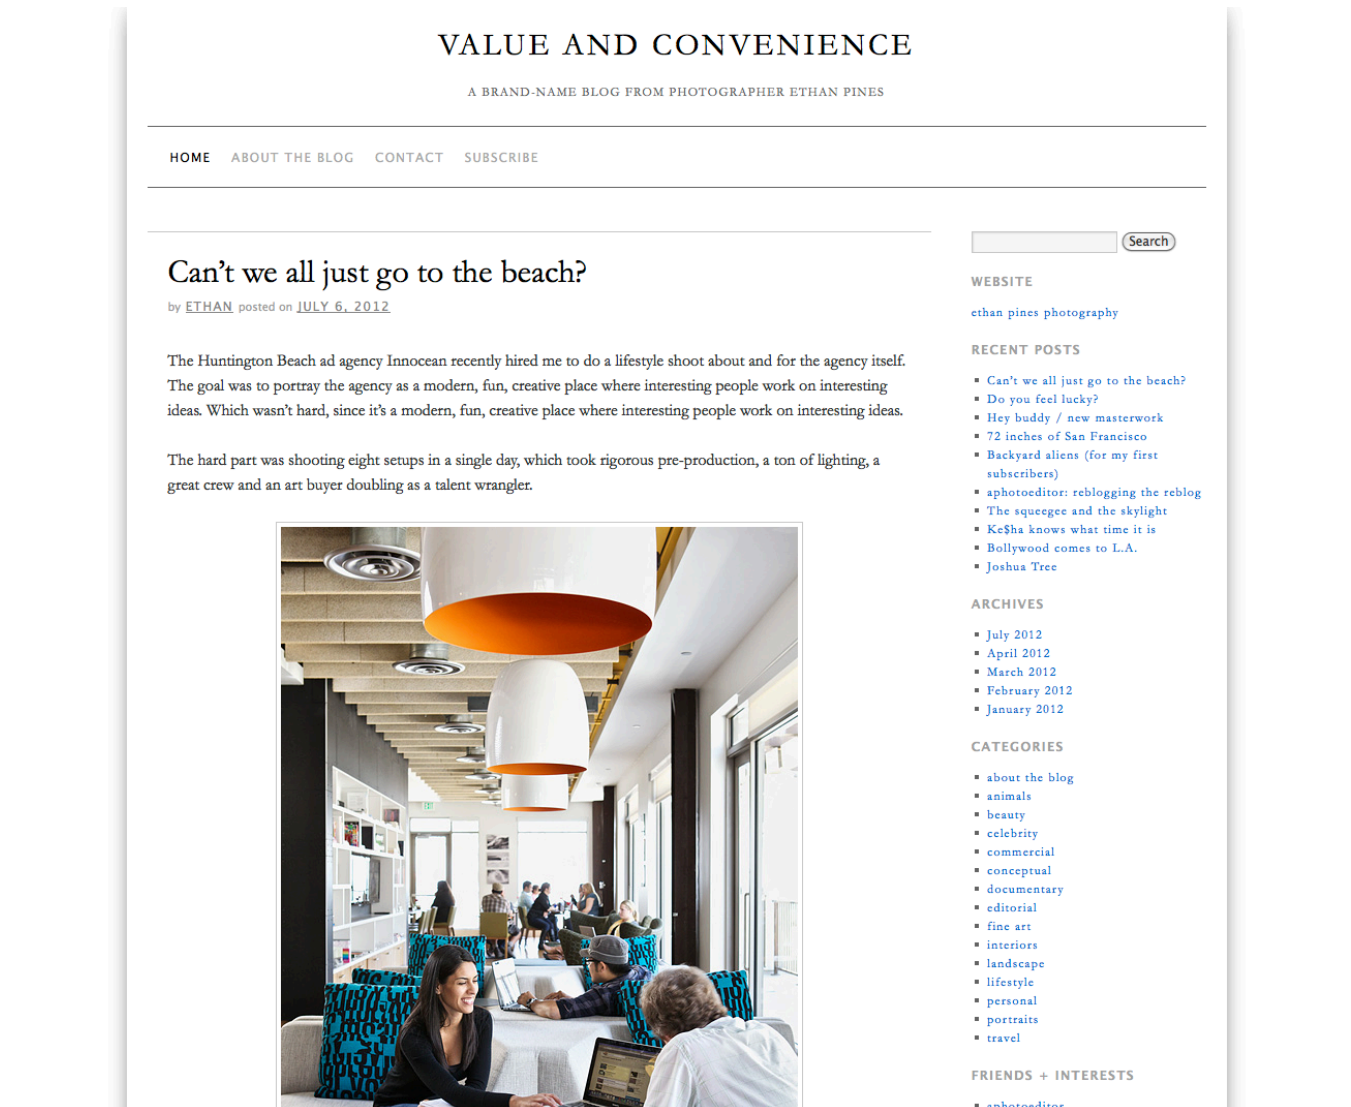 VALUE AND CONVENIENCE
A BRAND-NAME BLOG FROM PHOTOGRAPHER ETHAN PINES
HOME ABOUT THE BLOG CONTACT SUBSCRIBE
Can't we all just go to the beach?
by ETHAN posted on JULY 6, 2012
The Huntington Beach ad agency Innocean recently hired me to do a lifestyle shoot about and for the agency itself.
The goal was to portray the agency as a modern, fun, creative place where interesting people work on interesting
ideas. Which wasn't hard, since it's a modern, fun, creative place where interesting people work on interesting ideas.
The hard part was shooting eight setups in a single day, which took rigorous pre-production, a ton of lighting, a
great crew and an art buyer doubling as a talent wrangler.
Search
WEBSITE
ethan pines photography
RECENT POSTS
Can't we all just go to the beach?
Do you feel lucky?
Hey buddy / new masterwork
72 inches of San Francisco
Backyard aliens (for my first
subscribers)
aphotoeditor: reblogging the reblog
The squeegee and the skylight
Ke$ha knows what time it is
Bollywood comes to L.A.
Joshua Tree
ARCHIVES
July 2012
April 2012
March 2012
February 2012
January 2012
CATEGORIES
about the blog
animals
beauty
celebrity
commercial
conceptual
documentary
editorial
fine art
interiors
landscape
lifestyle
personal
portraits
travel
FRIENDS + INTERESTS
aphotoeditor